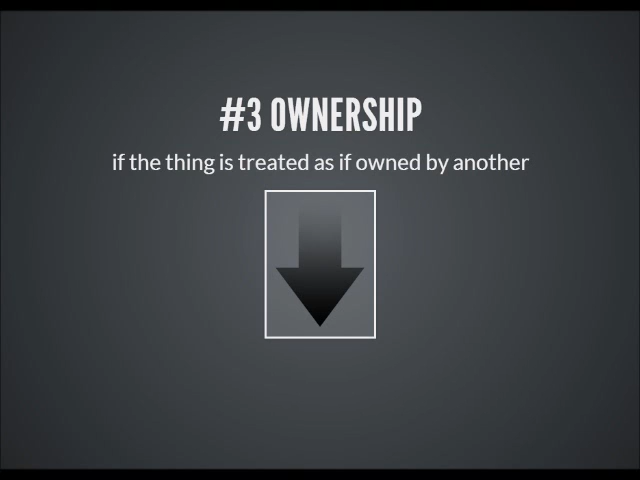 #3 OWNERSHIP
if the thing is treated as if owned by another